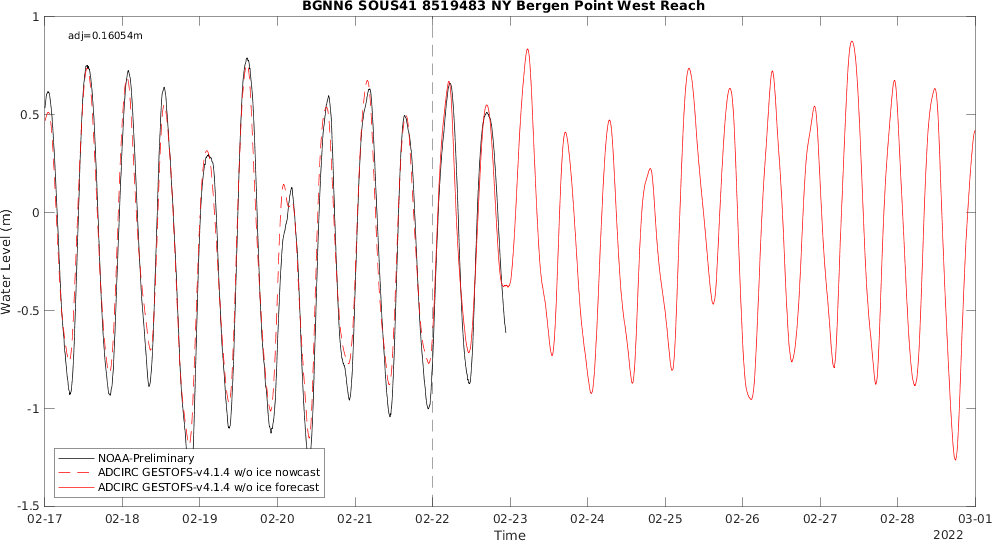 BGNN6 SOUS41 8519483 NY Bergen Point West Reach
adj=0.16054m
1
0.5
0
-0.5
-1
-1.5
Water Level (m)
NOAA-Preliminary
ADCIRC GESTOFS-v4.1.4 w/o ice nowcast
ADCIRC GESTOFS-v4.1.4 w/o ice forecast
02-17 02-18 02-19 02-20 02-21 02-22 02-23 02-24 02-25 02-26 02-27 02-28 03-01
Time
2022